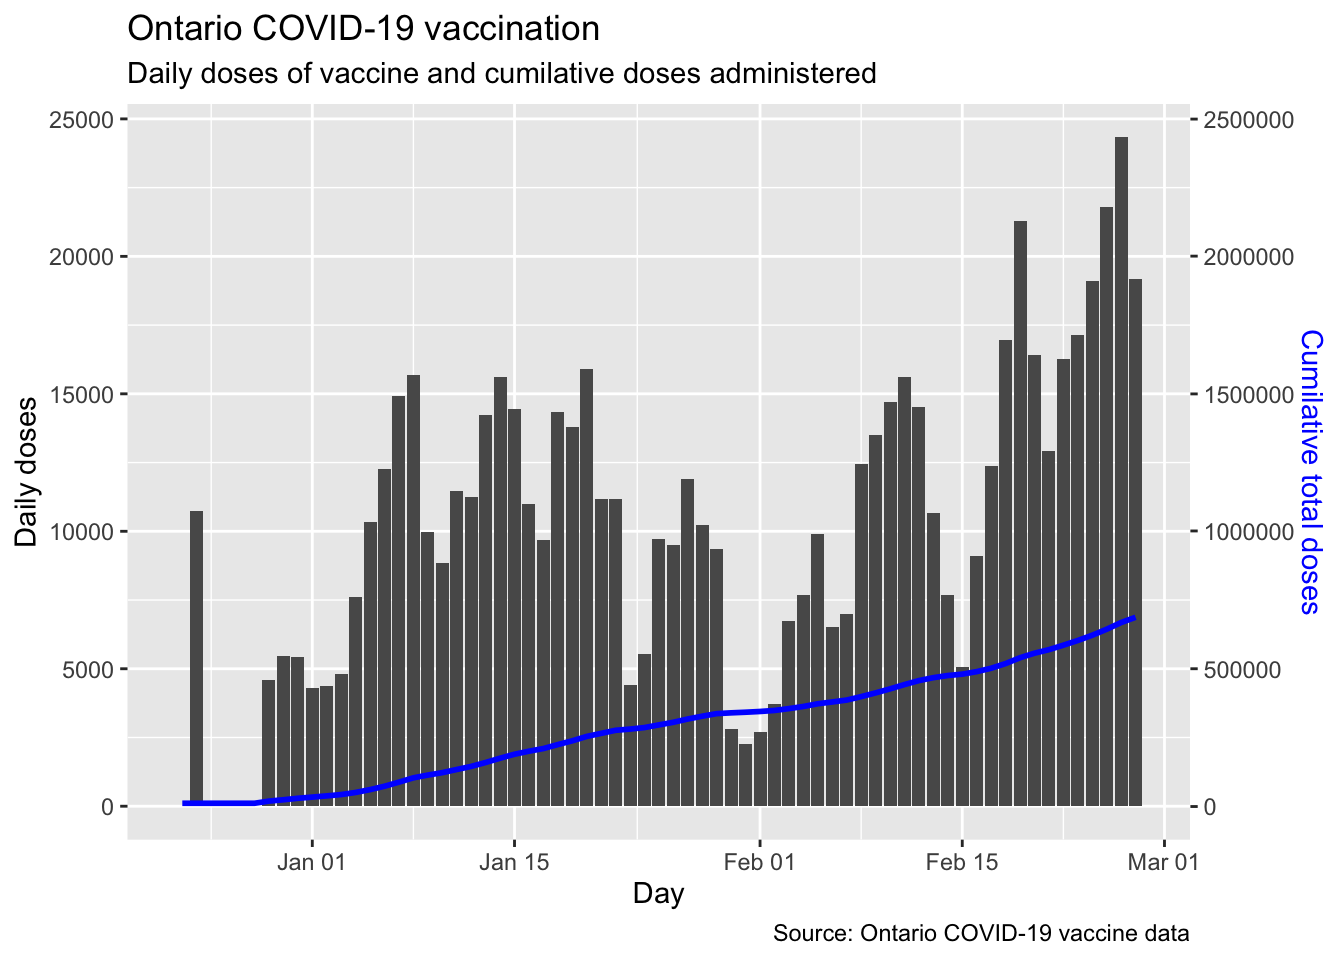 Ontario COVID-19 vaccination
Daily doses of vaccine and cumilative doses administered
25000
20000
15000
10000
5000
0
Daily doses
2500000
2000000
1500000
1000000
500000
0
Cumilative total doses
Jan 01
Jan 15
Feb 01
Feb 15
Mar 01
Day
Source: Ontario COVID-19 vaccine data